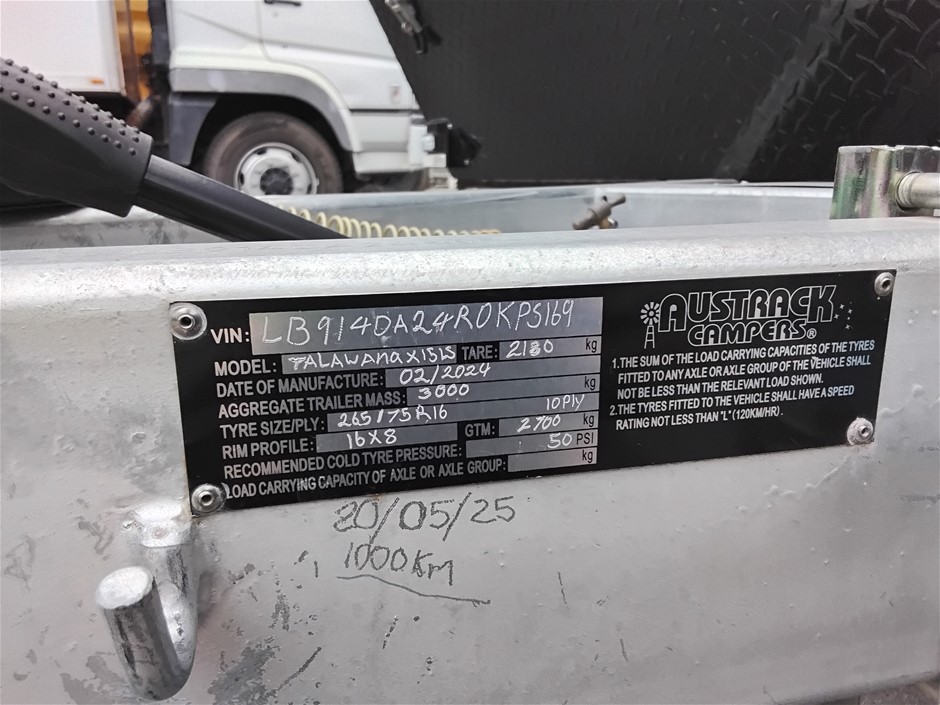 VIN: LB914DA24R0KPS169
MODEL: TALAWANAX15LS TARE: 2180 kg
DATE OF MANUFACTURE: 02/2024
AGGREGATE TRAILER MASS: 3000
TYRE SIZE/PLY: 265/75R16 10PLY
RIM PROFILE: 16X8 GTM: 2700 kg
RECOMMENDED COLD TYRE PRESSURE: 50 PSI
LOAD CARRYING CAPACITY OF AXLE OR AXLE GROUP: kg
AUSTRACK
CAMPERS®
1.THE SUM OF THE LOAD CARRYING CAPACITIES OF THE TYRES
FITTED TO ANY AXLE OR AXLE GROUP OF THE VEHICLE SHALL
NOT BE LESS THAN THE RELEVANT LOAD SHOWN.
2.THE TYRES FITTED TO THE VEHICLE SHALL HAVE A SPEED
RATING NOT LESS THAN "L" (120KM/HR).
20/05/25
1000Km